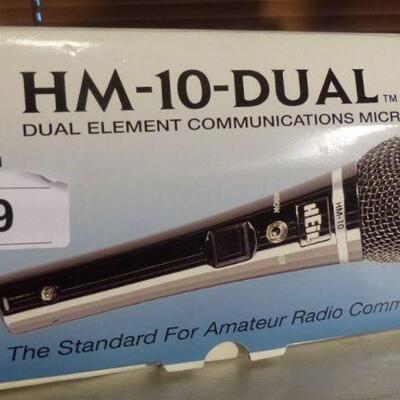 HM-10-DUAL™
DUAL ELEMENT COMMUNICATIONS MICR
9
HEIL
HM-10
The Standard For Amateur Radio Comm